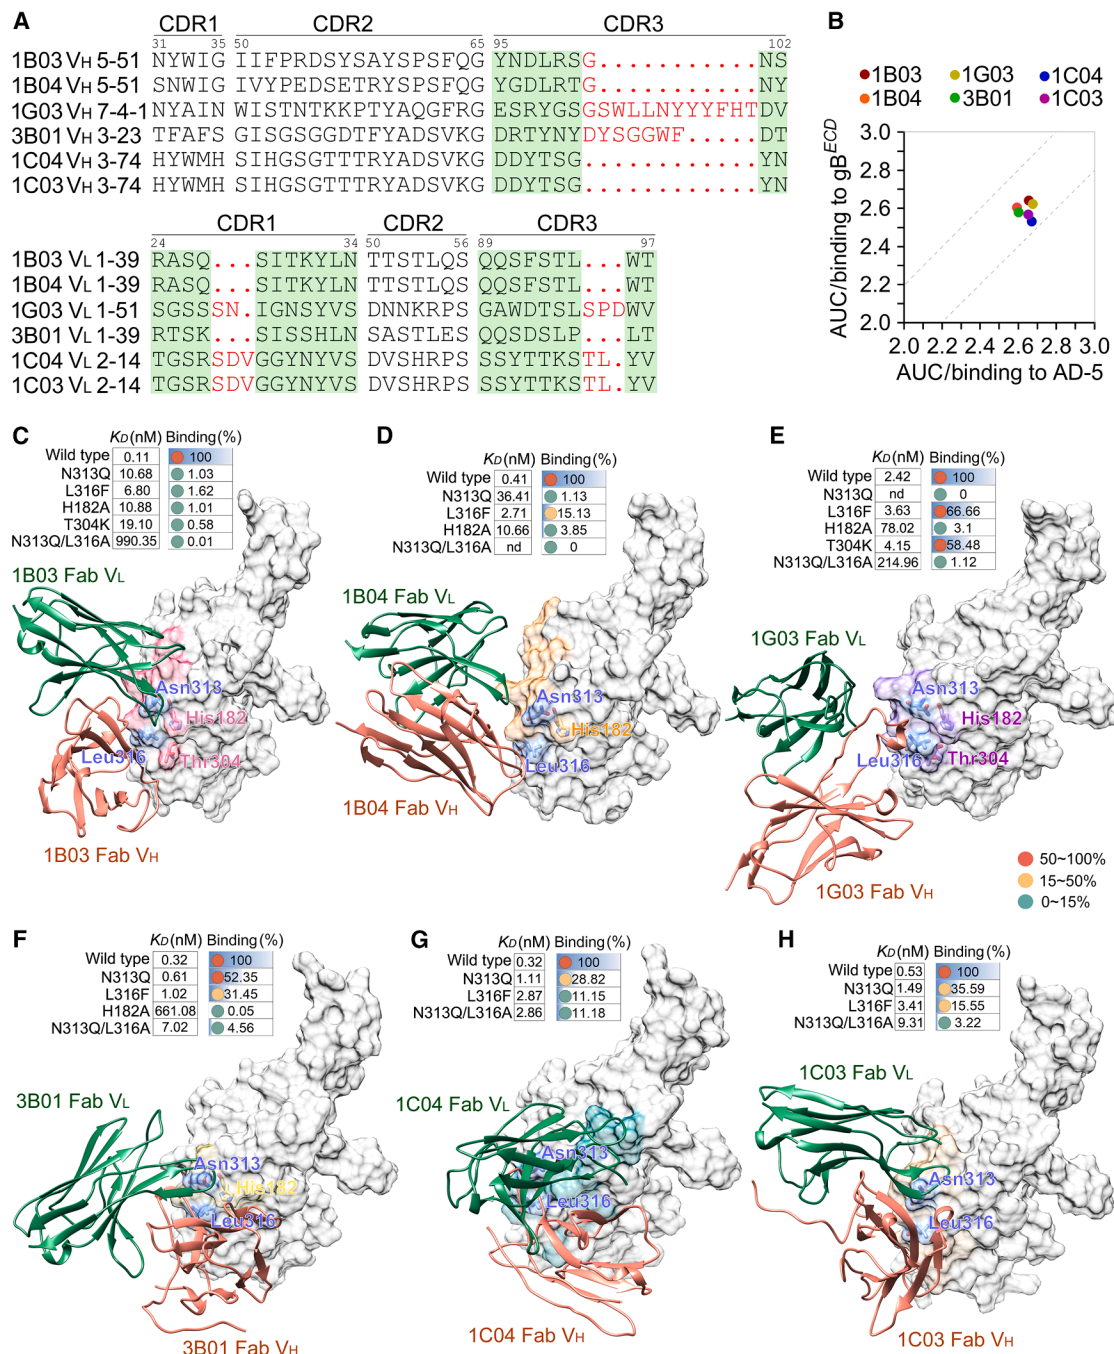 A
CDR1 CDR2 CDR3
31 35 50 65 95 102
1B03 VH 5-51 NYWIG IIFPRDSYSAYSPSFQG YNDLRSG............NS
1B04 VH 5-51 SNWIG IVYPEDSETRYSPSFQG YGDLRTG............NS
1G03 VH 7-4-1 NYAIN WISTNTKKPTYAQGFRG ESRYGSGSWLLNYYYFHTDV
3B01 VH 3-23 TFAFS GISGSGGDTFYADSVKG DRTYNYDYSGGWF......DT
1C04 VH 3-74 HYWMH SIHGSGTTTRYADSVKG DDYTSG............YN
1C03 VH 3-74 HYWMH SIHGSGTTTRYADSVKG DDYTSG............YN
CDR1 CDR2 CDR3
24 34 50 56 89 97
1B03 VL 1-39 RASQ...SITKYLN TTSTLQS QQSFSTL...WT
1B04 VL 1-39 RASQ...SITKYLN TTSTLQS QQSFSTL...WT
1G03 VL 1-51 SGSSSN.IGNSYVS DNNKRPS GAWDTSLSPDWV
3B01 VL 1-39 RTSK...SISSHLN SASTLES QQSDSLP...LT
1C04 VL 2-14 TGSRSDVGGYNYVS DVSHRPS SSYTTKSTL.YV
1C03 VL 2-14 TGSRSDVGGYNYVS DVSHRPS SSYTTKSTL.YV
B
1B03 1G03 1C04
1B04 3B01 1C03
AUC/binding to gB^ECD
3.0
2.8
2.6
2.4
2.2
2.0
2.0 2.2 2.4 2.6 2.8 3.0
AUC/binding to AD-5
C
KD (nM) Binding (%)
Wild type 0.11 100
N313Q 10.68 1.03
L316F 6.80 1.62
H182A 10.88 1.01
T304K 19.10 0.58
N313Q/L316A 990.35 0.01
1B03 Fab VL
Asn313
His182
Leu316
Thr304
1B03 Fab VH
D
KD (nM) Binding (%)
Wild type 0.41 100
N313Q 36.41 1.13
L316F 2.71 15.13
H182A 10.66 3.85
N313Q/L316A nd 0
1B04 Fab VL
Asn313
His182
Leu316
1B04 Fab VH
E
KD (nM) Binding (%)
Wild type 2.42 100
N313Q nd 0
L316F 3.63 66.66
H182A 78.02 3.1
T304K 4.15 58.48
N313Q/L316A 214.96 1.12
1G03 Fab VL
Asn313
His182
Leu316
Thr304
1G03 Fab VH
50~100%
15~50%
0~15%
F
KD (nM) Binding (%)
Wild type 0.32 100
N313Q 0.61 52.35
L316F 1.02 31.45
H182A 661.08 0.05
N313Q/L316A 7.02 4.56
3B01 Fab VL
Asn313
His182
Leu316
3B01 Fab VH
G
KD (nM) Binding (%)
Wild type 0.32 100
N313Q 1.11 28.82
L316F 2.87 11.15
N313Q/L316A 2.86 11.18
1C04 Fab VL
Asn313
Leu316
1C04 Fab VH
H
KD (nM) Binding (%)
Wild type 0.53 100
N313Q 1.49 35.59
L316F 3.41 15.55
N313Q/L316A 9.31 3.22
1C03 Fab VL
Asn313
Leu316
1C03 Fab VH